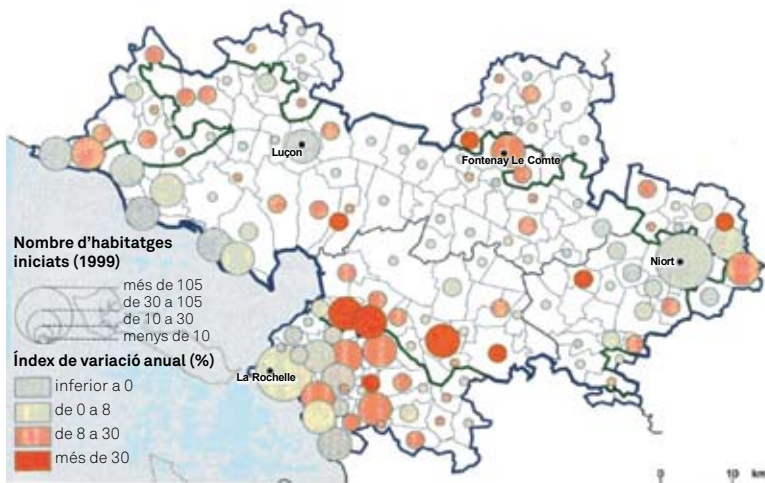 Luçon
Fontenay Le Comte
Niort
La Rochelle
Nombre d'habitatges
iniciats (1999)
més de 105
de 30 a 105
de 10 a 30
menys de 10
Índex de variació anual (%)
inferior a 0
de 0 a 8
de 8 a 30
més de 30
0 10 km